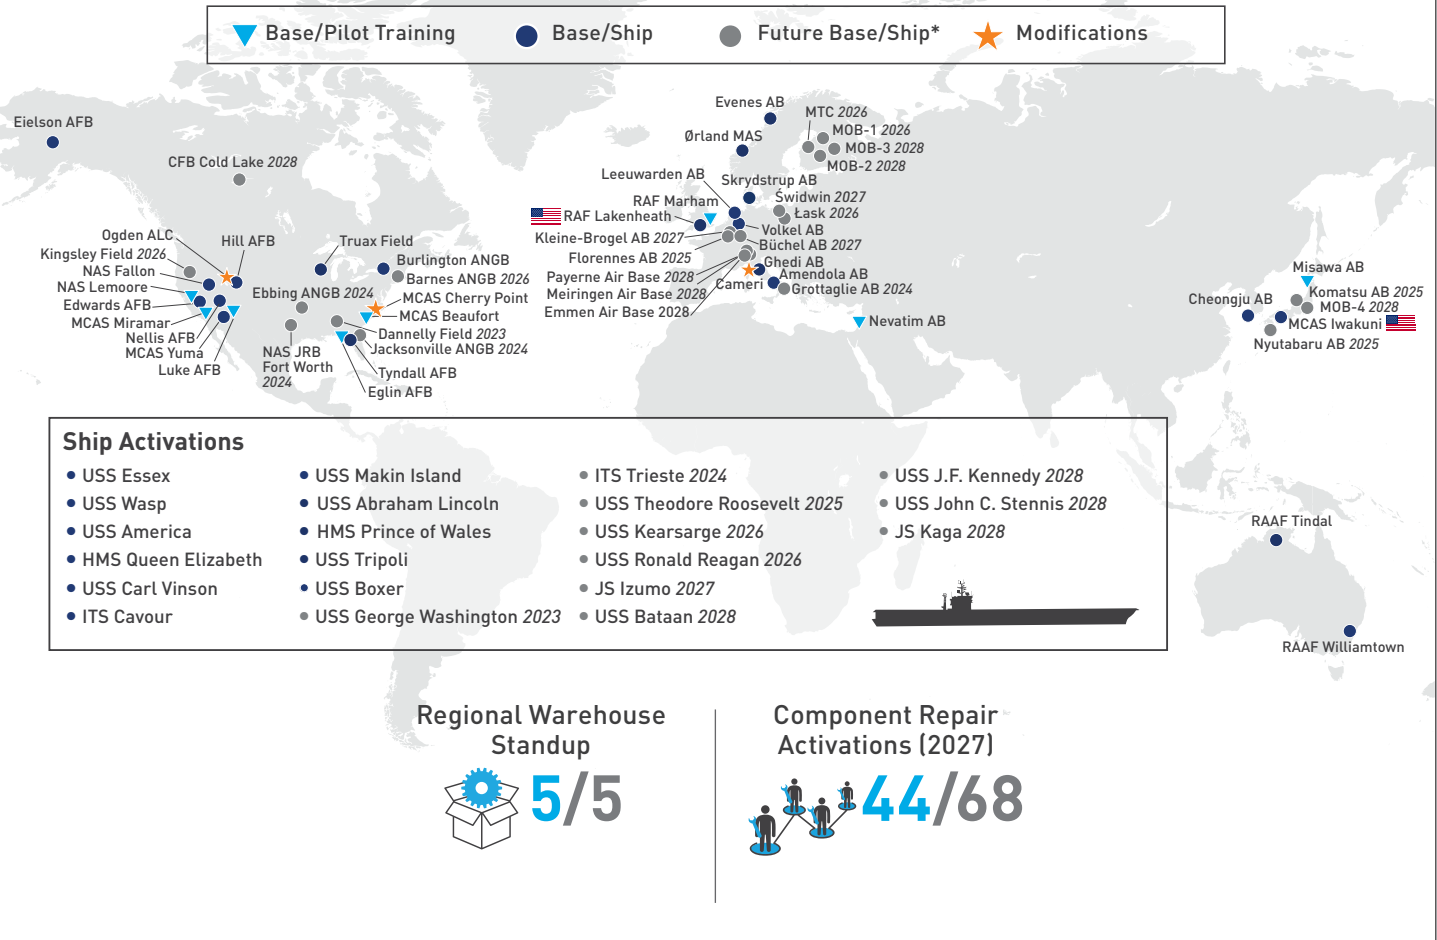 Base/Pilot Training
Base/Ship
Future Base/Ship*
Modifications
Eielson AFB
CFB Cold Lake 2028
Ogden ALC
Kingsley Field 2026
NAS Fallon
NAS Lemoore
Edwards AFB
MCAS Miramar
Nellis AFB
MCAS Yuma
Luke AFB
Hill AFB
Truax Field
Burlington ANGB
Barnes ANGB 2026
Ebbing ANGB 2024
MCAS Cherry Point
MCAS Beaufort
Dannelly Field 2023
Jacksonville ANGB 2024
NAS JRB
Fort Worth
2024
Tyndall AFB
Eglin AFB
Evenes AB
Ørland MAS
MTC 2026
MOB-1 2026
MOB-3 2028
MOB-2 2028
Leeuwarden AB
Skrydstrup AB
RAF Marham
RAF Lakenheath
Świdwin 2027
Łask 2026
Volkel AB
Kleine-Brogel AB 2027
Büchel AB 2027
Florennes AB 2025
Ghedi AB
Payerne Air Base 2028
Amendola AB
Cameri
Meiringen Air Base 2028
Grottaglie AB 2024
Emmen Air Base 2028
Nevatim AB
Misawa AB
Komatsu AB 2025
Cheongju AB
MOB-4 2028
MCAS Iwakuni
Nyutabaru AB 2025
RAAF Tindal
RAAF Williamtown
Ship Activations
USS Essex
USS Wasp
USS America
HMS Queen Elizabeth
USS Carl Vinson
ITS Cavour
USS Makin Island
USS Abraham Lincoln
HMS Prince of Wales
USS Tripoli
USS Boxer
USS George Washington 2023
ITS Trieste 2024
USS Theodore Roosevelt 2025
USS Kearsarge 2026
USS Ronald Reagan 2026
JS Izumo 2027
USS Bataan 2028
USS J.F. Kennedy 2028
USS John C. Stennis 2028
JS Kaga 2028
Regional Warehouse
Standup
5/5
Component Repair
Activations (2027)
44/68